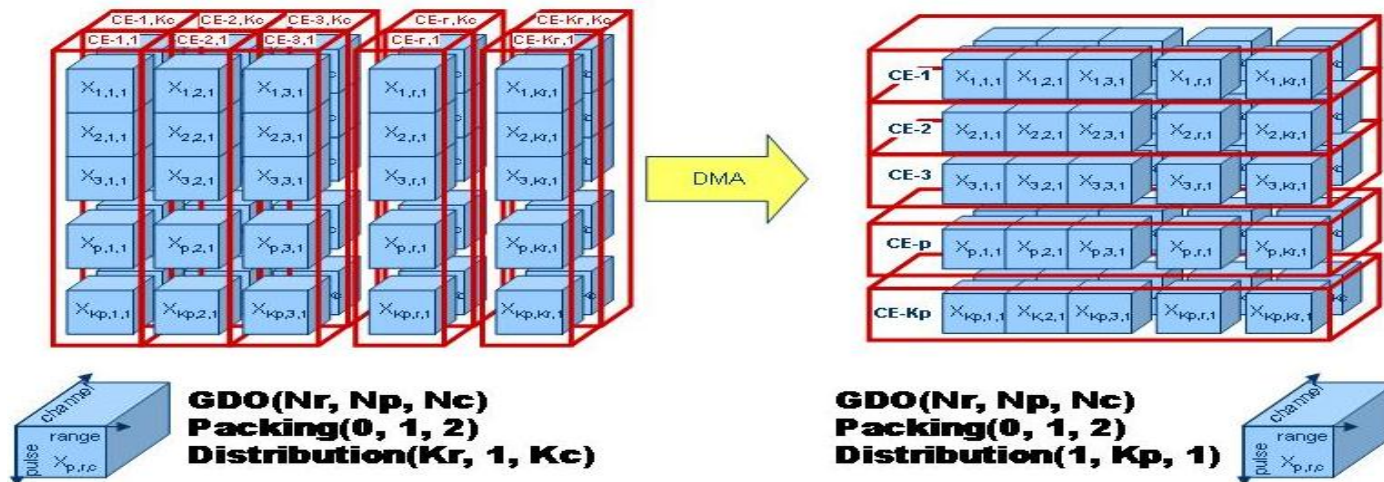 CE-1,Kc CE-2,Kc CE-3,Kc CE-r,Kc CE-Kr,Kc
CE-1,1 CE-2,1 CE-3,1 CE-r,1 CE-Kr,1
X1,1,1 X1,2,1 X1,3,1 X1,r,1 X1,Kr,1
X2,1,1 X2,2,1 X2,3,1 X2,r,1 X2,Kr,1
X3,1,1 X3,2,1 X3,3,1 X3,r,1 X3,Kr,1
Xp,1,1 Xp,2,1 Xp,3,1 Xp,r,1 Xp,Kr,1
XKp,1,1 XKp,2,1 XKp,3,1 XKp,r,1 XKp,Kr,1
DMA
CE-1 X1,1,1 X1,2,1 X1,3,1 X1,r,1 X1,Kr,1
CE-2 X2,1,1 X2,2,1 X2,3,1 X2,r,1 X2,Kr,1
CE-3 X3,1,1 X3,2,1 X3,3,1 X3,r,1 X3,Kr,1
CE-p Xp,1,1 Xp,2,1 Xp,3,1 Xp,r,1 Xp,Kr,1
CE-Kp XKp,1,1 XK,2,1 XKp,3,1 XKp,r,1 XKp,Kr,1
channel
range
pulse
Xp,r,c
GDO(Nr, Np, Nc)
Packing(0, 1, 2)
Distribution(Kr, 1, Kc)
GDO(Nr, Np, Nc)
Packing(0, 1, 2)
Distribution(1, Kp, 1)
channel
range
pulse
Xp,r,c